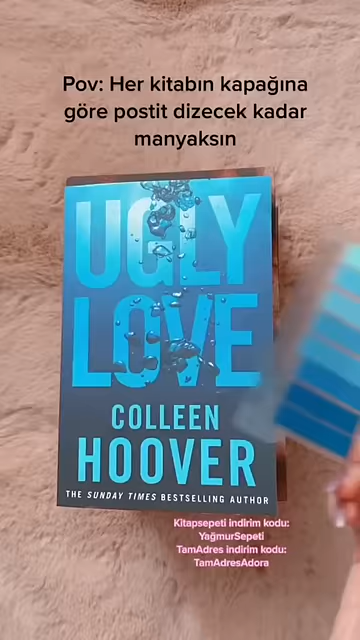 Pov: Her kitabın kapağına
göre postit dizecek kadar
manyaksın
UGLY
LOVE
COLLEEN
HOOVER
THE SUNDAY TIMES BESTSELLING AUTHOR
Kitapsepeti indirim kodu:
YağmurSepeti
TamAdres indirim kodu:
TamAdresAdora